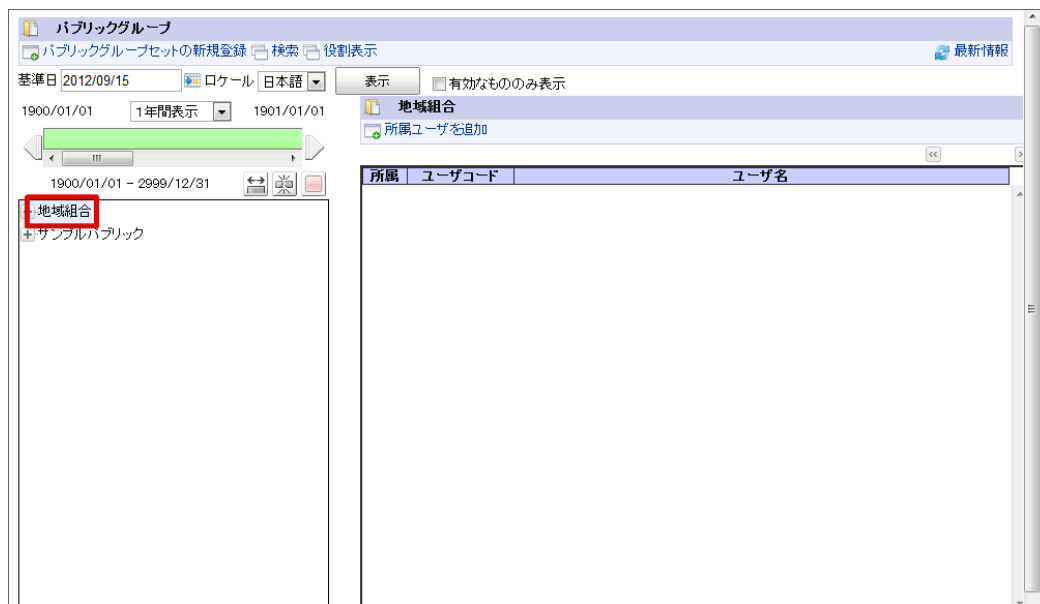 パブリックグループ
パブリックグループセットの新規登録 検索 役割表示 最新情報
基準日 2012/09/15 ロケール 日本語 表示 有効なもののみ表示
1900/01/01 1年間表示 1901/01/01
地域組合
所属ユーザを追加
1900/01/01 - 2999/12/31
所属 ユーザコード ユーザ名
地域組合
サンプルパブリック